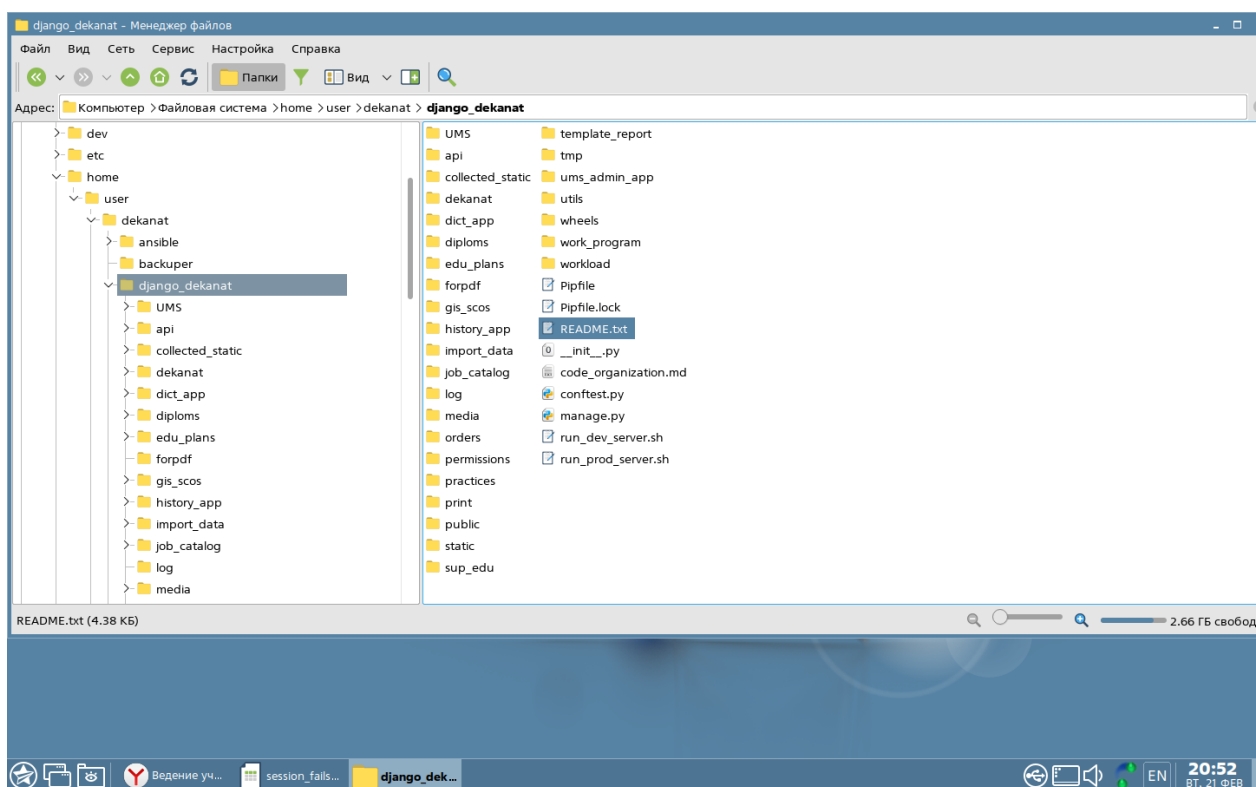 django_dekanat – Менеджер файлов
Файл Вид Сеть Сервис Настройка Справка
Папки Вид
Адрес: Компьютер > Файловая система > home > user > dekanat > django_dekanat
dev
etc
home
user
dekanat
ansible
backuper
django_dekanat
UMS
api
collected_static
dekanat
dict_app
diploms
edu_plans
forpdf
gis_scos
history_app
import_data
job_catalog
log
media
UMS
api
collected_static
dekanat
dict_app
diploms
edu_plans
forpdf
gis_scos
history_app
import_data
job_catalog
log
media
orders
permissions
practices
print
public
static
sup_edu
template_report
tmp
ums_admin_app
utils
wheels
work_program
workload
Pipfile
Pipfile.lock
README.txt
__init__.py
code_organization.md
conftest.py
manage.py
run_dev_server.sh
run_prod_server.sh
README.txt (4.38 КБ) 2.66 ГБ свобод
Ведение уч... session_fails... django_dek... EN 20:52
ВТ, 21 ФЕВ